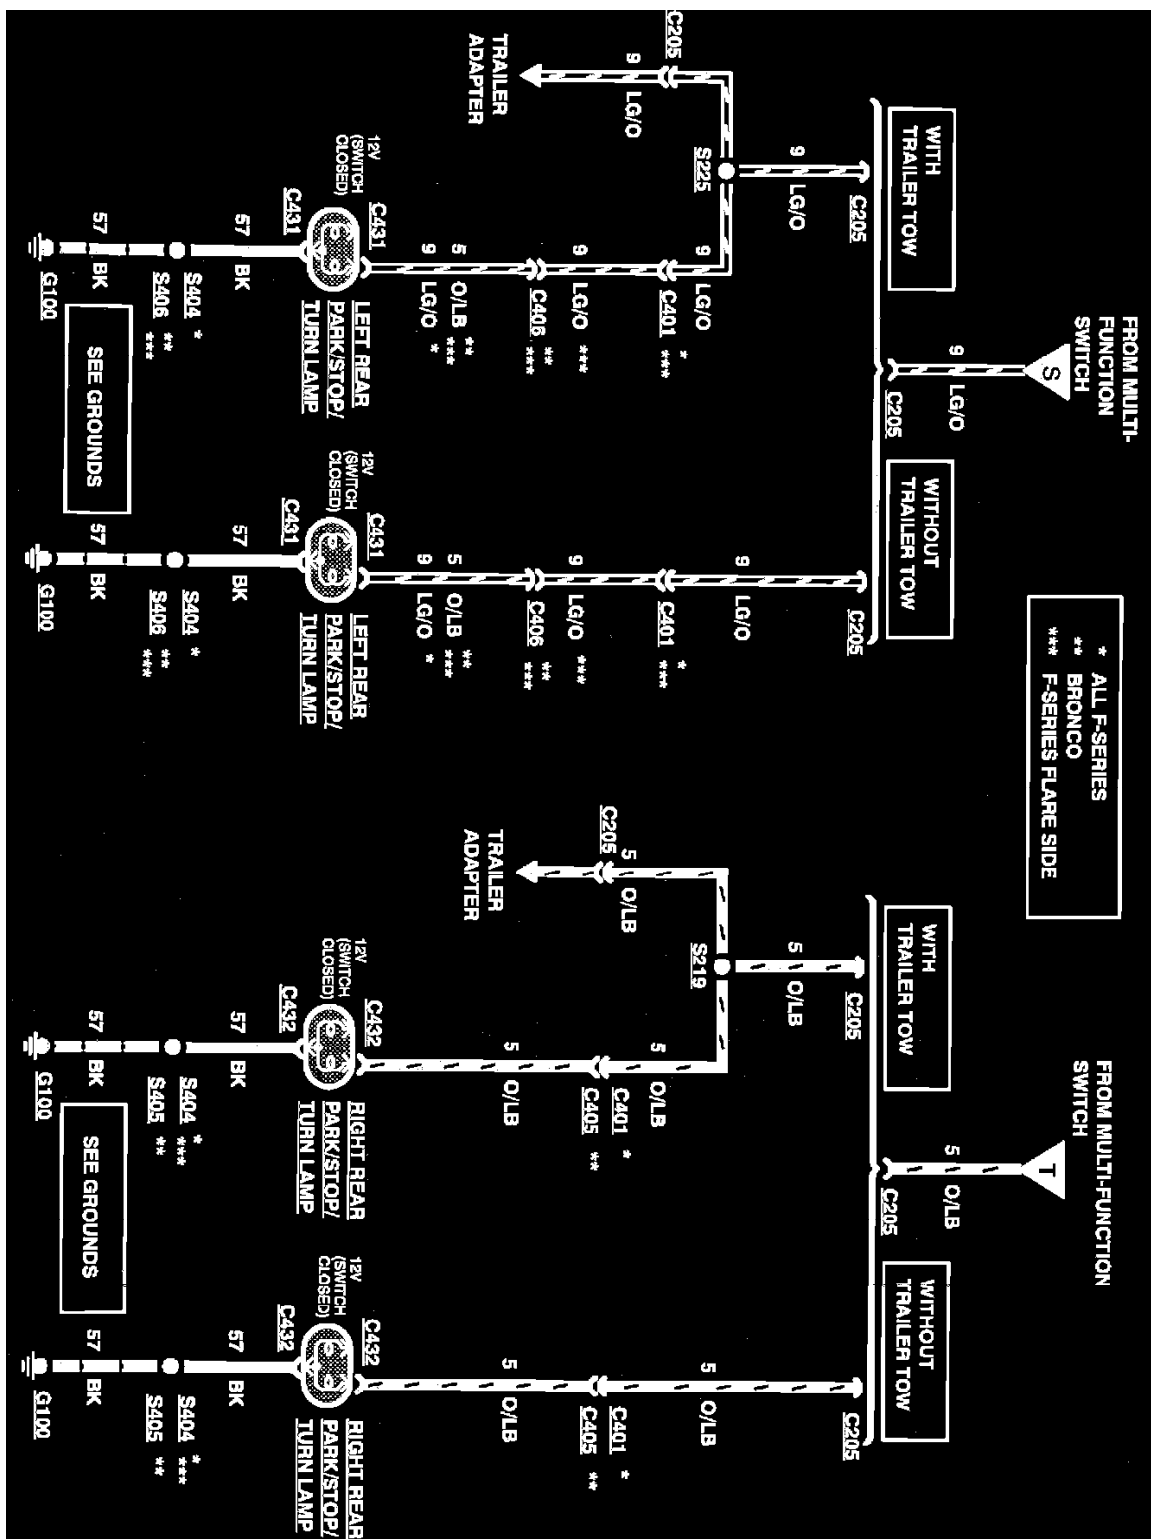 FROM MULTI-
FUNCTION
SWITCH
S
9 LG/O
C205
WITH
TRAILER TOW
WITHOUT
TRAILER TOW
* ALL F-SERIES
** BRONCO
*** F-SERIES FLARE SIDE
C205
9 LG/O
S225
C205
9 LG/O
TRAILER
ADAPTER
9 LG/O
C401 * ***
9 LG/O ***
C406 ** ***
5 O/LB ** ***
9 LG/O *
C431
12V
(SWITCH
CLOSED)
LEFT REAR
PARK/STOP/
TURN LAMP
C431
57 BK
S404 *
S406 ** ***
57 BK
G100
SEE GROUNDS
C205
9 LG/O
C401 * ***
9 LG/O ***
C406 ** ***
5 O/LB ** ***
9 LG/O *
C431
12V
(SWITCH
CLOSED)
LEFT REAR
PARK/STOP/
TURN LAMP
C431
57 BK
S404 *
S406 ** ***
57 BK
G100
FROM MULTI-FUNCTION
SWITCH
T
5 O/LB
C205
WITH
TRAILER TOW
WITHOUT
TRAILER TOW
C205
5 O/LB
S219
5 O/LB
C205
TRAILER
ADAPTER
5 O/LB
C401 *
C405 **
5 O/LB
C432
12V
(SWITCH
CLOSED)
RIGHT REAR
PARK/STOP/
TURN LAMP
C432
57 BK
S404 * ***
S405 **
57 BK
G100
SEE GROUNDS
C205
5 O/LB
C401 *
C405 **
5 O/LB
C432
12V
(SWITCH
CLOSED)
RIGHT REAR
PARK/STOP/
TURN LAMP
C432
57 BK
S404 * ***
S405 **
57 BK
G100